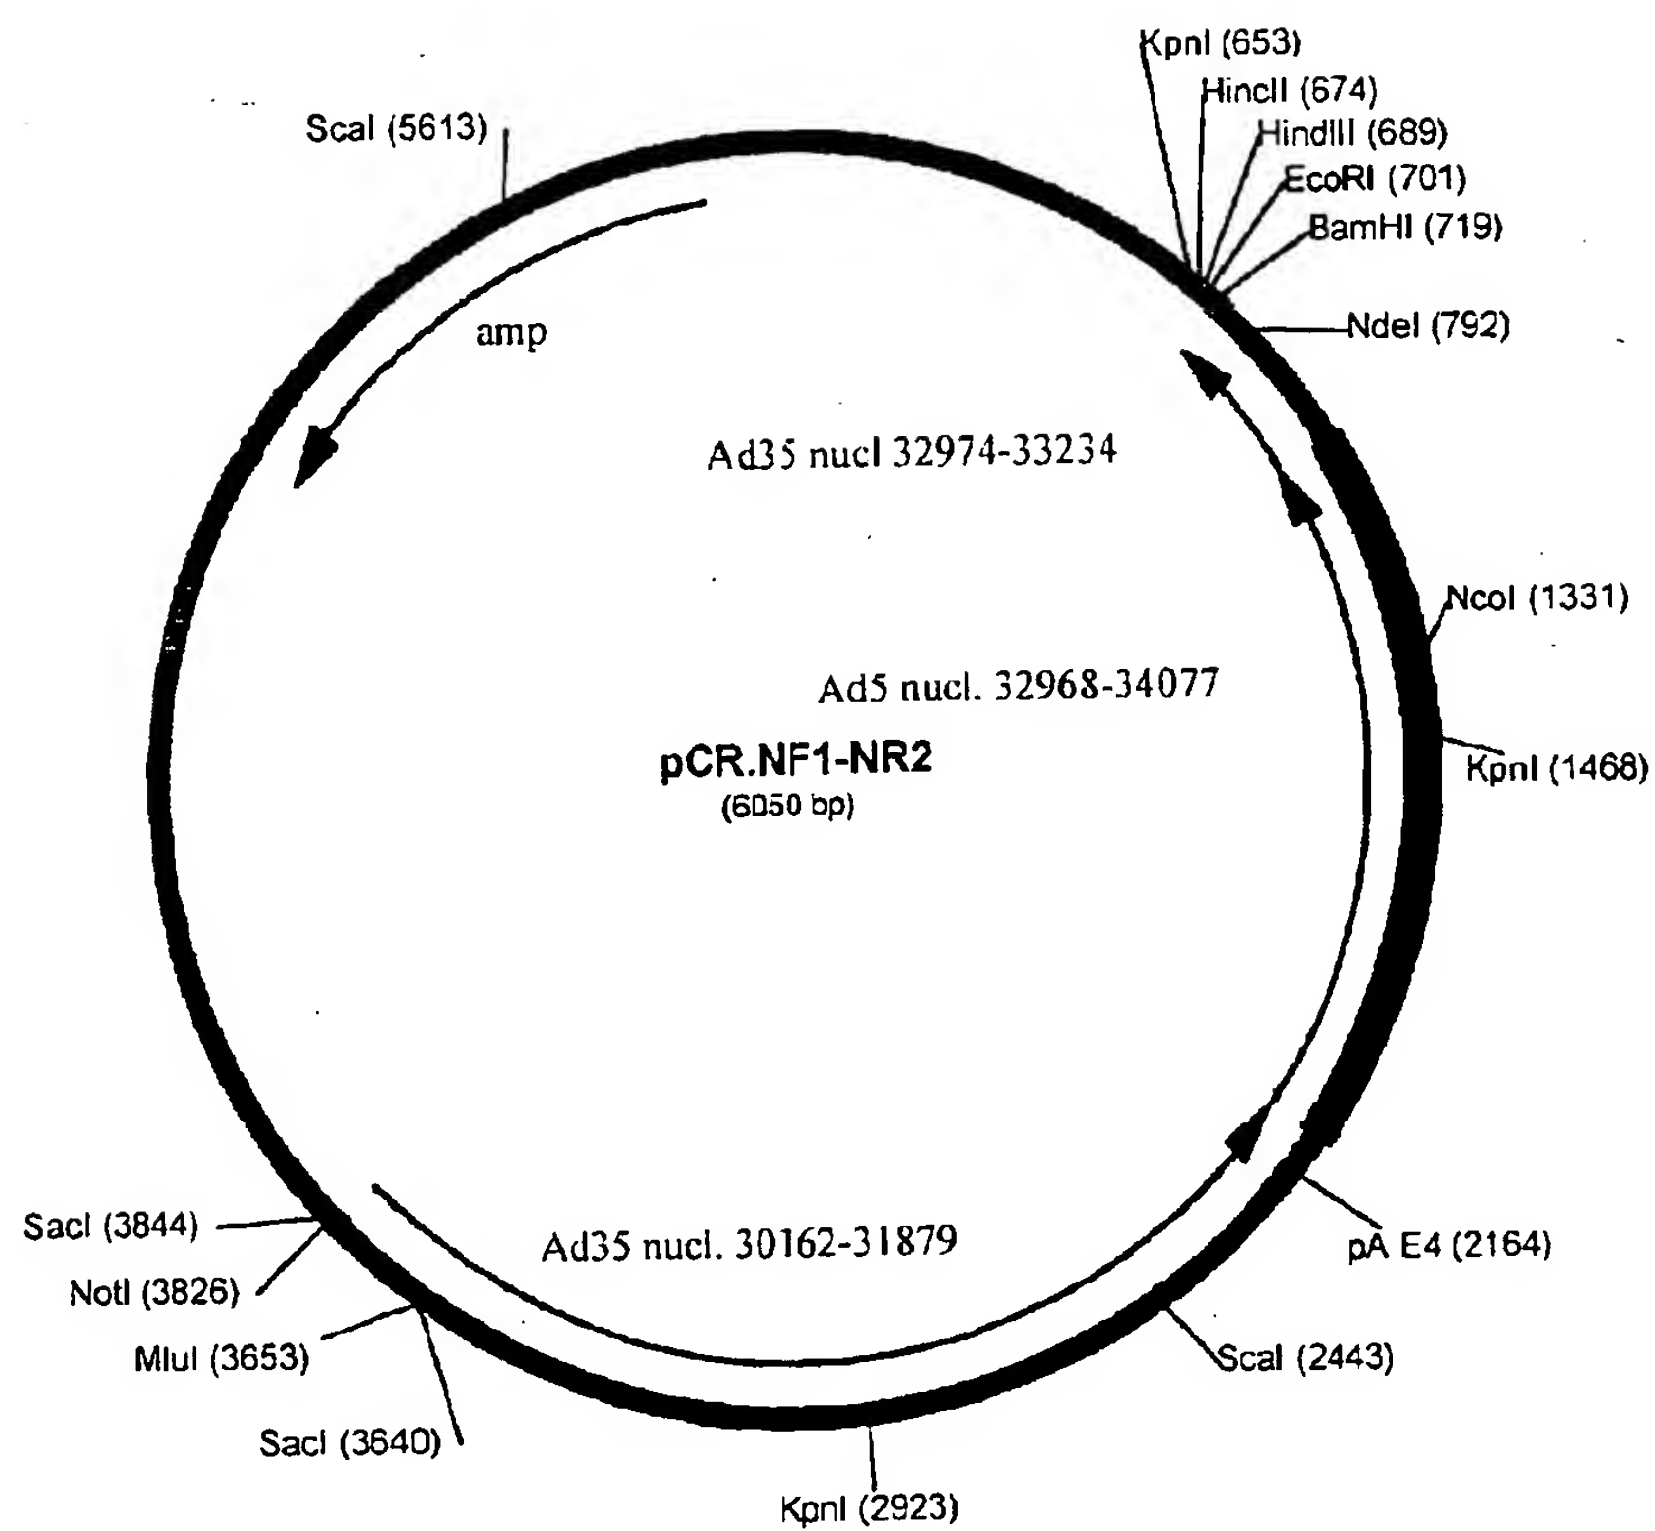 KpnI (653)
HincII (674)
ScaI (5613)
HindIII (689)
EcoRI (701)
BamHI (719)
NdeI (792)
amp
Ad35 nucl 32974-33234
NcoI (1331)
Ad5 nucl. 32968-34077
pCR.NF1-NR2
(6050 bp)
KpnI (1468)
SacI (3844)
Ad35 nucl. 30162-31879
pA E4 (2164)
NotI (3826)
MluI (3653)
ScaI (2443)
SacI (3640)
KpnI (2923)